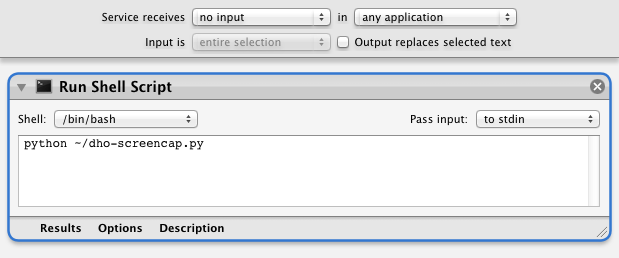 Service receives no input in any application
Input is entire selection Output replaces selected text
Run Shell Script
Shell: /bin/bash Pass input: to stdin
python ~/dho-screencap.py
Results Options Description